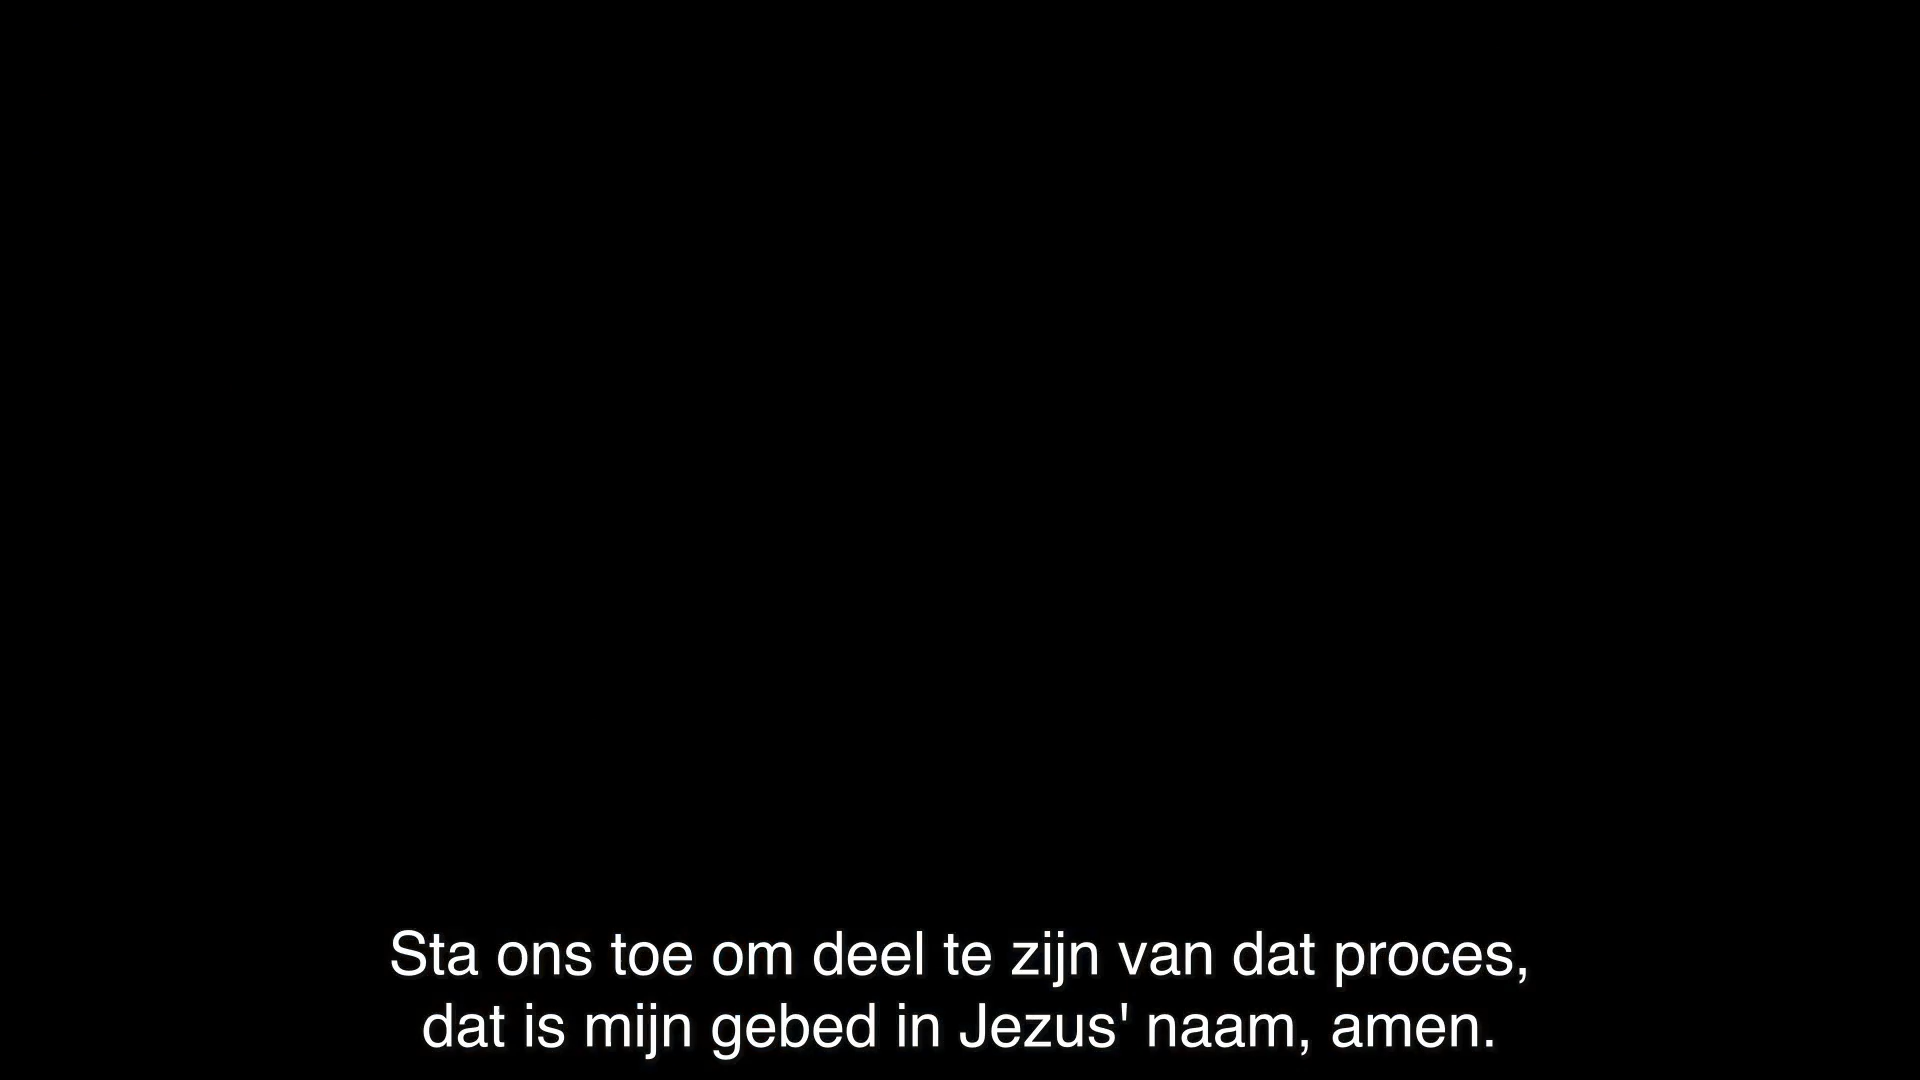 Sta ons toe om deel te zijn van dat proces,
dat is mijn gebed in Jezus' naam, amen.